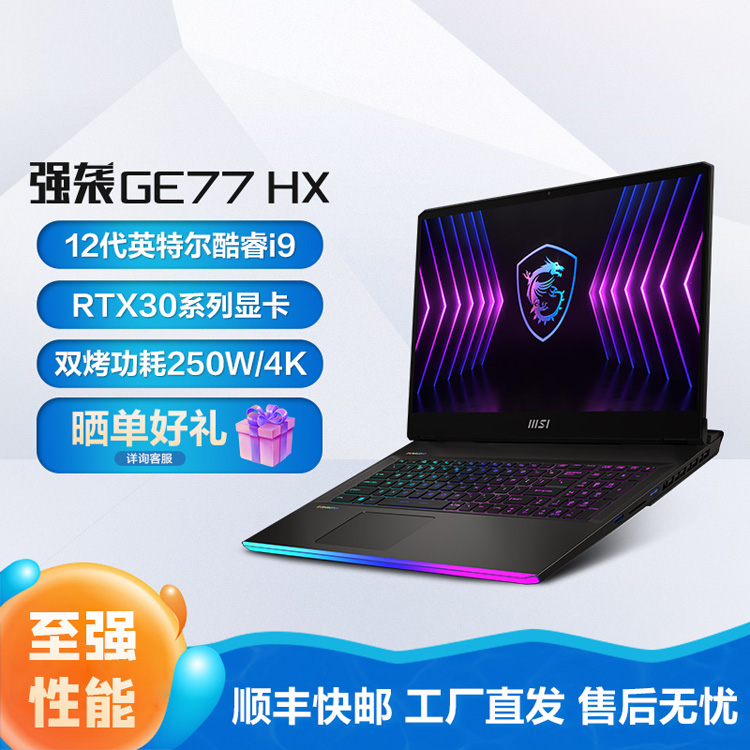 强袭GE77 HX
12代英特尔酷睿i9
RTX30系列显卡
双烤功耗250W/4K
晒单好礼
详询客服
msi
至强
性能
顺丰快邮 工厂直发 售后无忧